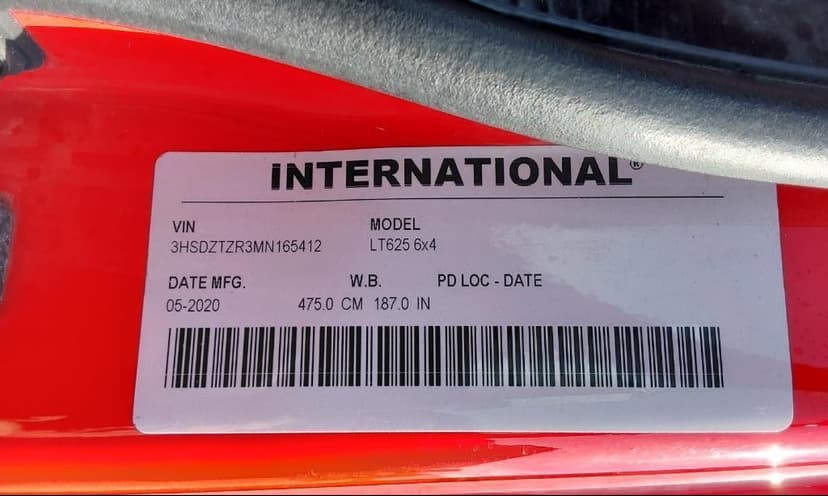 INTERNATIONAL®
VIN MODEL
3HSDZTZR3MN165412 LT625 6x4
DATE MFG. W.B. PD LOC - DATE
05-2020 475.0 CM 187.0 IN